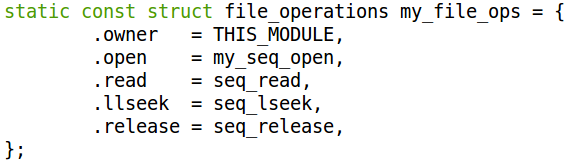 static const struct file_operations my_file_ops = {
        .owner   = THIS_MODULE,
        .open    = my_seq_open,
        .read    = seq_read,
        .llseek  = seq_lseek,
        .release = seq_release,
};